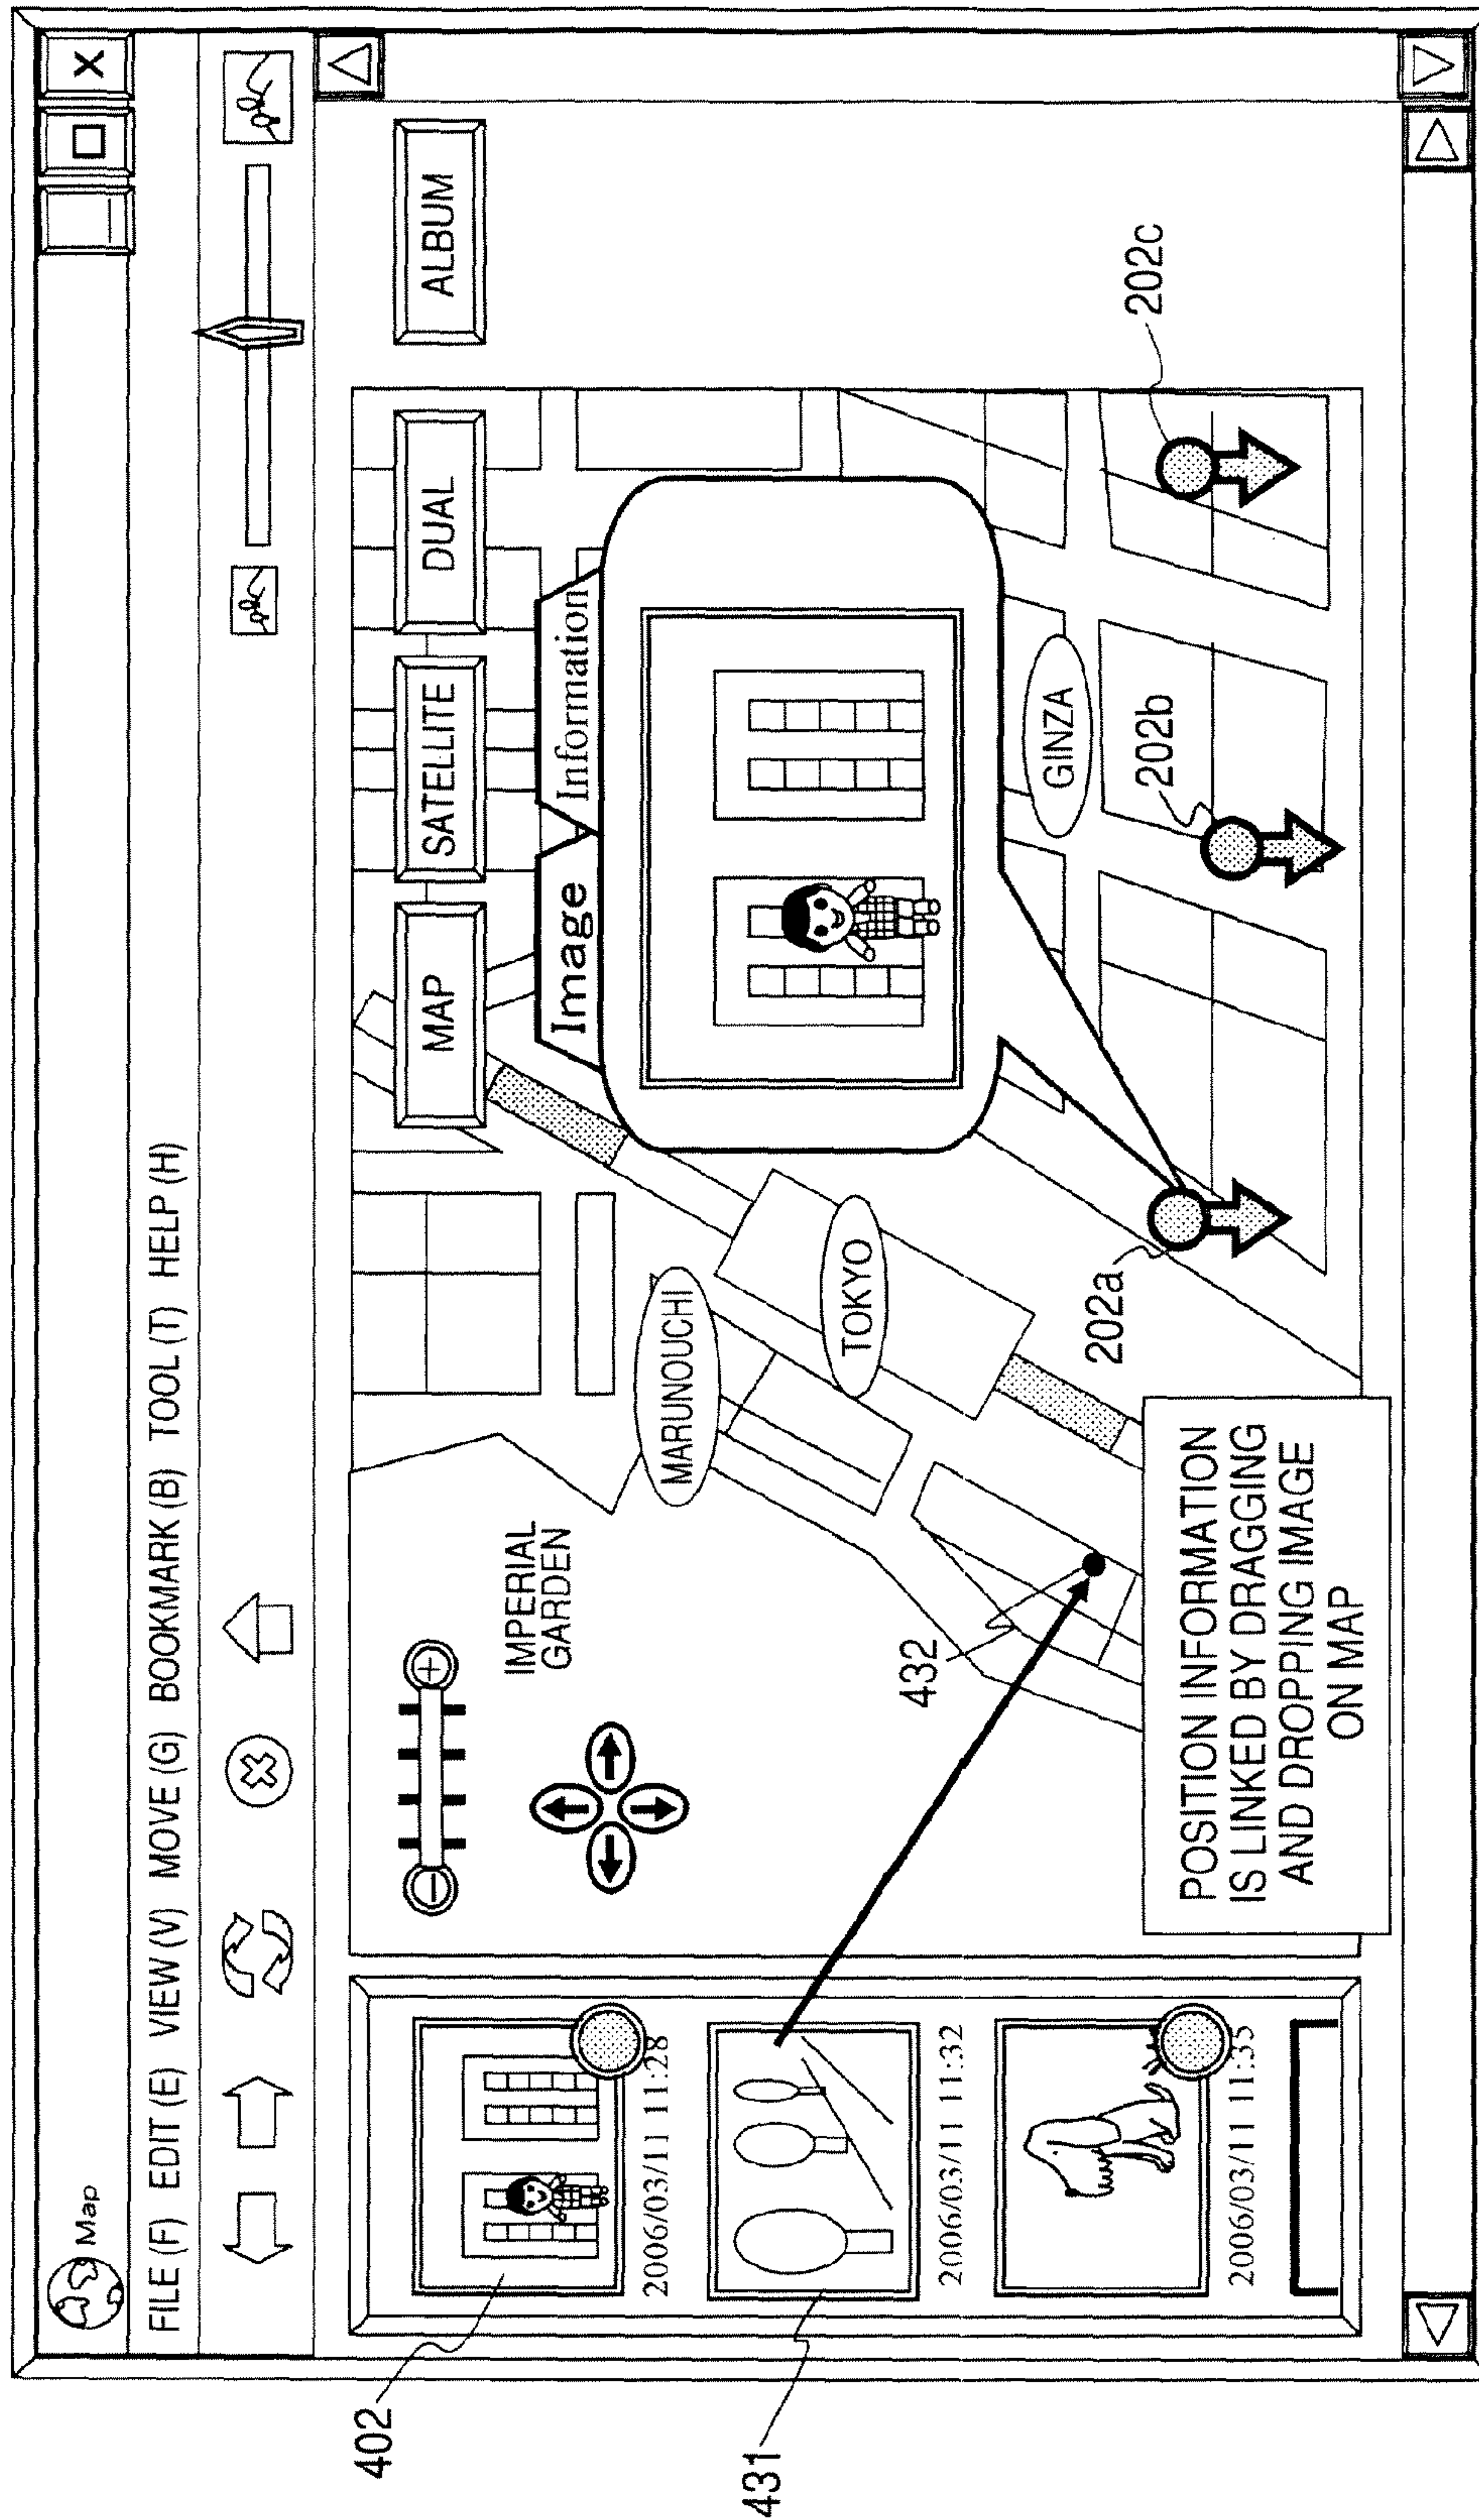 Map
FILE (F) EDIT (E) VIEW (V) MOVE (G) BOOKMARK (B) TOOL (T) HELP (H)
MAP
SATELLITE
DUAL
ALBUM
402
2006/03/11 11:28
431
2006/03/11 11:32
2006/03/11 11:35
IMPERIAL
GARDEN
MARUNOUCHI
TOKYO
GINZA
Image
Information
432
202a
202b
202c
POSITION INFORMATION
IS LINKED BY DRAGGING
AND DROPPING IMAGE
ON MAP